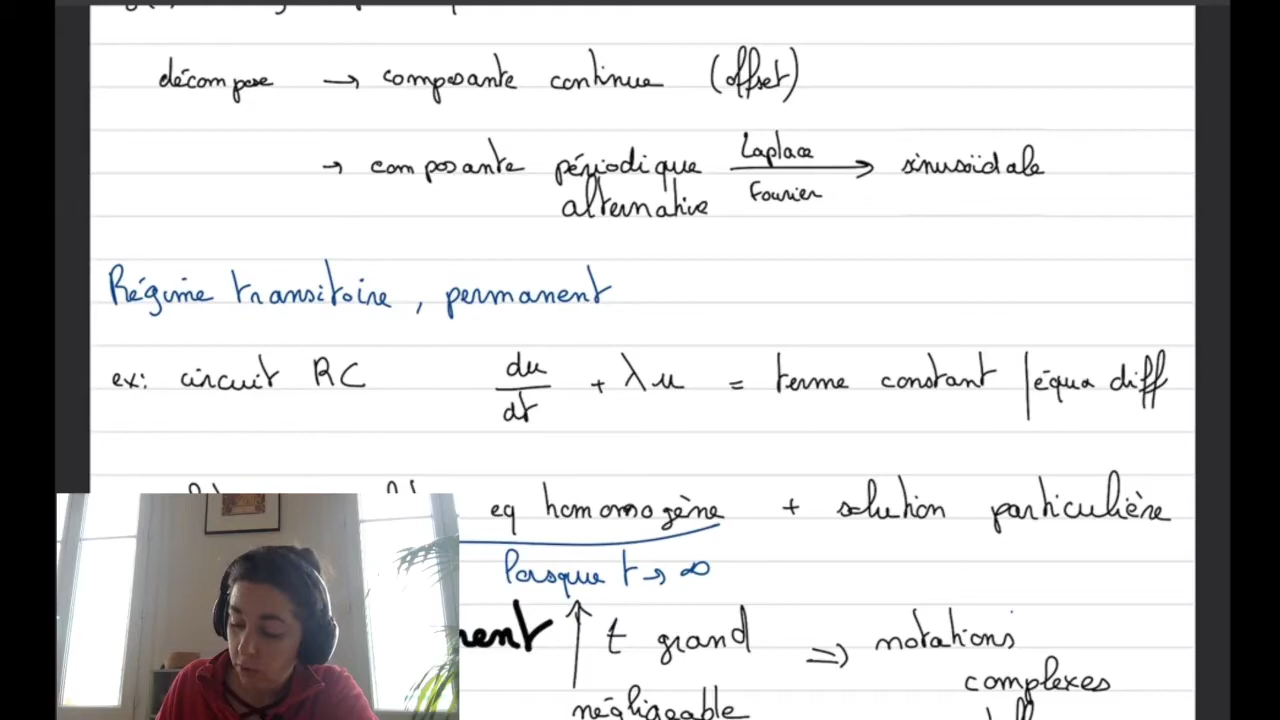 décompose → composante continue (offset)
→ composante périodique Laplace → sinusoïdale
alternative Fourier
Régime transitoire, permanent
ex: circuit RC du/dt + λu = terme constant | équa diff
eq homogène + solution particulière
lorsque t → ∞
t grand => notations
complexes
négligeable